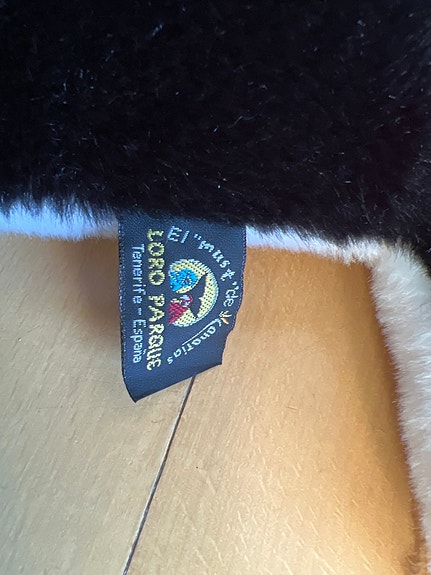 El "must" de Canarias
LORO PARQUE
Tenerife - España